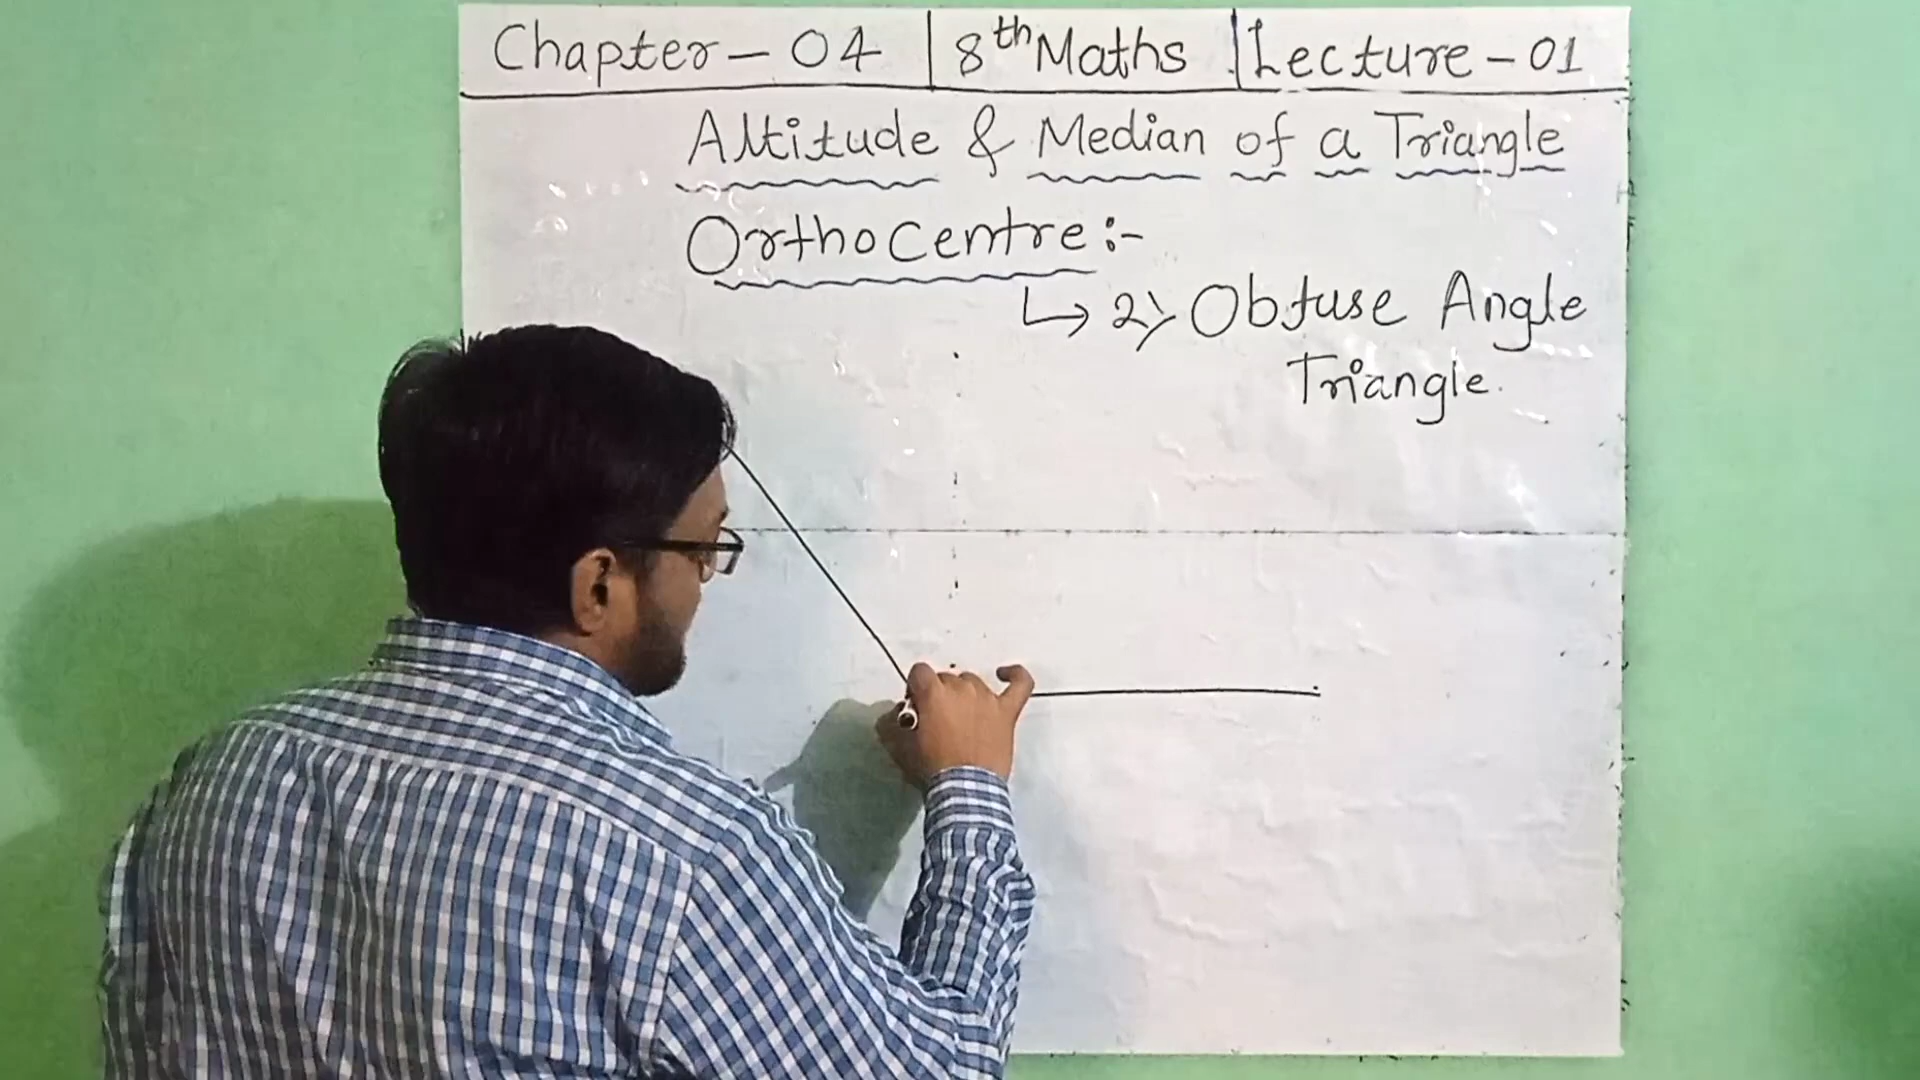 Chapter - 04 | 8th Maths | Lecture - 01
Altitude & Median of a Triangle
Orthocentre :-
↳ 2) Obtuse Angle
Triangle.